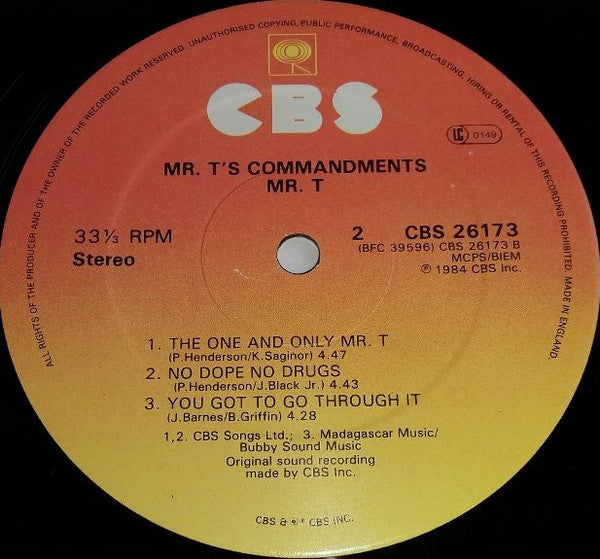 ALL RIGHTS OF THE PRODUCER AND OF THE OWNER OF THE RECORDED WORK RESERVED. UNAUTHORISED COPYING, PUBLIC PERFORMANCE, BROADCASTING, HIRING OR RENTAL OF THIS RECORDING PROHIBITED. MADE IN ENGLAND.
CBS
LC 0149
MR. T'S COMMANDMENTS
MR. T
33⅓ RPM
Stereo
2 CBS 26173
(BFC 39596) CBS 26173 B
MCPS/BIEM
℗ 1984 CBS Inc.
1. THE ONE AND ONLY MR. T
(P.Henderson/K.Saginor) 4.47
2. NO DOPE NO DRUGS
(P.Henderson/J.Black Jr.) 4.43
3. YOU GOT TO GO THROUGH IT
(J.Barnes/B.Griffin) 4.28
1,2. CBS Songs Ltd.; 3. Madagascar Music/
Bubby Sound Music
Original sound recording
made by CBS Inc.
CBS & CBS INC.